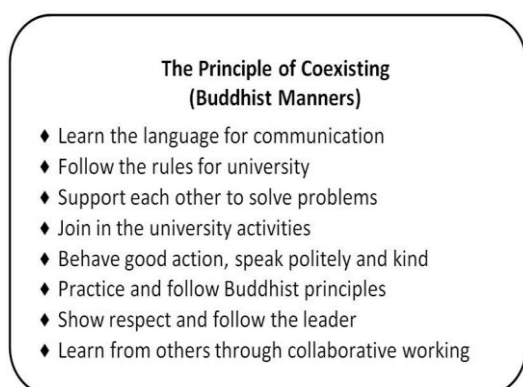 The Principle of Coexisting
(Buddhist Manners)
♦ Learn the language for communication
♦ Follow the rules for university
♦ Support each other to solve problems
♦ Join in the university activities
♦ Behave good action, speak politely and kind
♦ Practice and follow Buddhist principles
♦ Show respect and follow the leader
♦ Learn from others through collaborative working